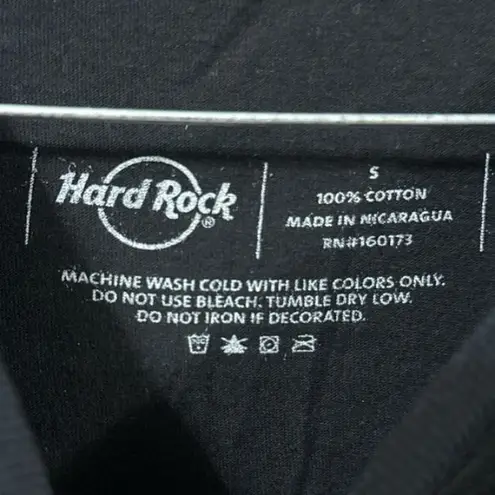 Hard Rock®
S
100% COTTON
MADE IN NICARAGUA
RN#160173
MACHINE WASH COLD WITH LIKE COLORS ONLY.
DO NOT USE BLEACH. TUMBLE DRY LOW.
DO NOT IRON IF DECORATED.